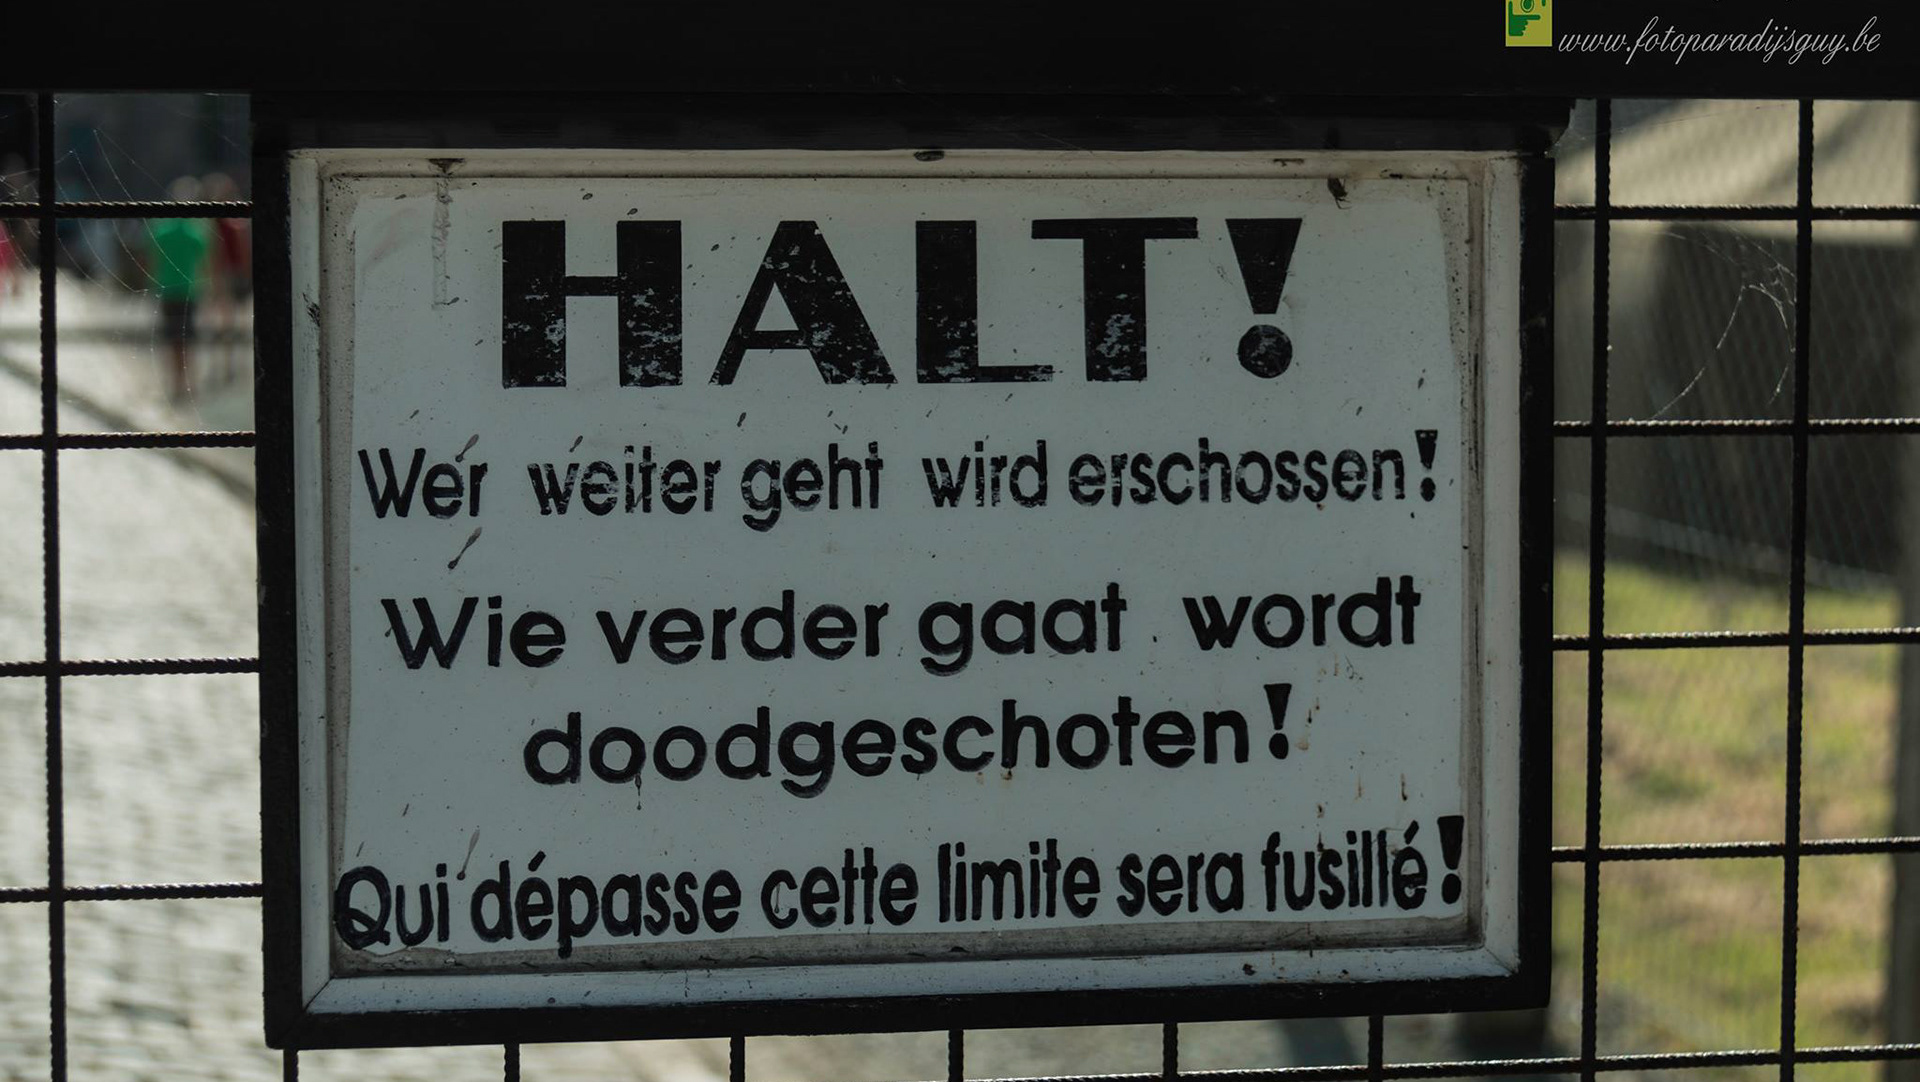 www.fotoparadijsguy.be
HALT!
Wer weiter geht wird erschossen!
Wie verder gaat wordt
doodgeschoten!
Qui dépasse cette limite sera fusillé!